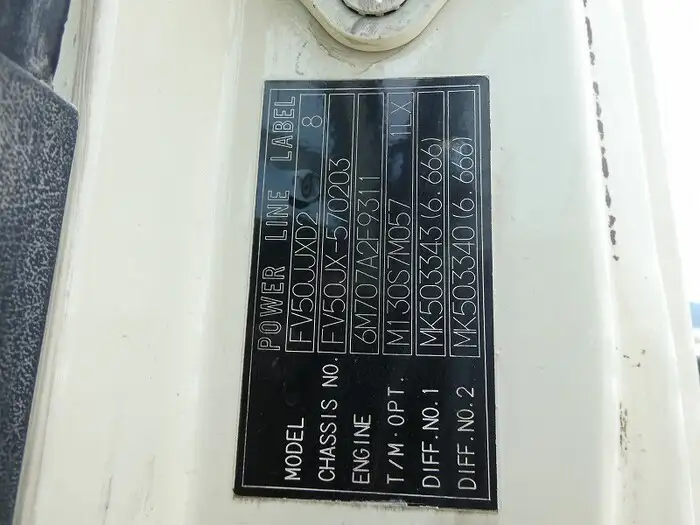 POWER LINE LABEL
MODEL FV50JJXD2 8
CHASSIS NO. FV50JX-570203
ENGINE 6M707A2F9311
T/M·OPT. M130S7M057 1LX
DIFF.NO.1 MK503343(6.666)
DIFF.NO.2 MK503340(6.666)